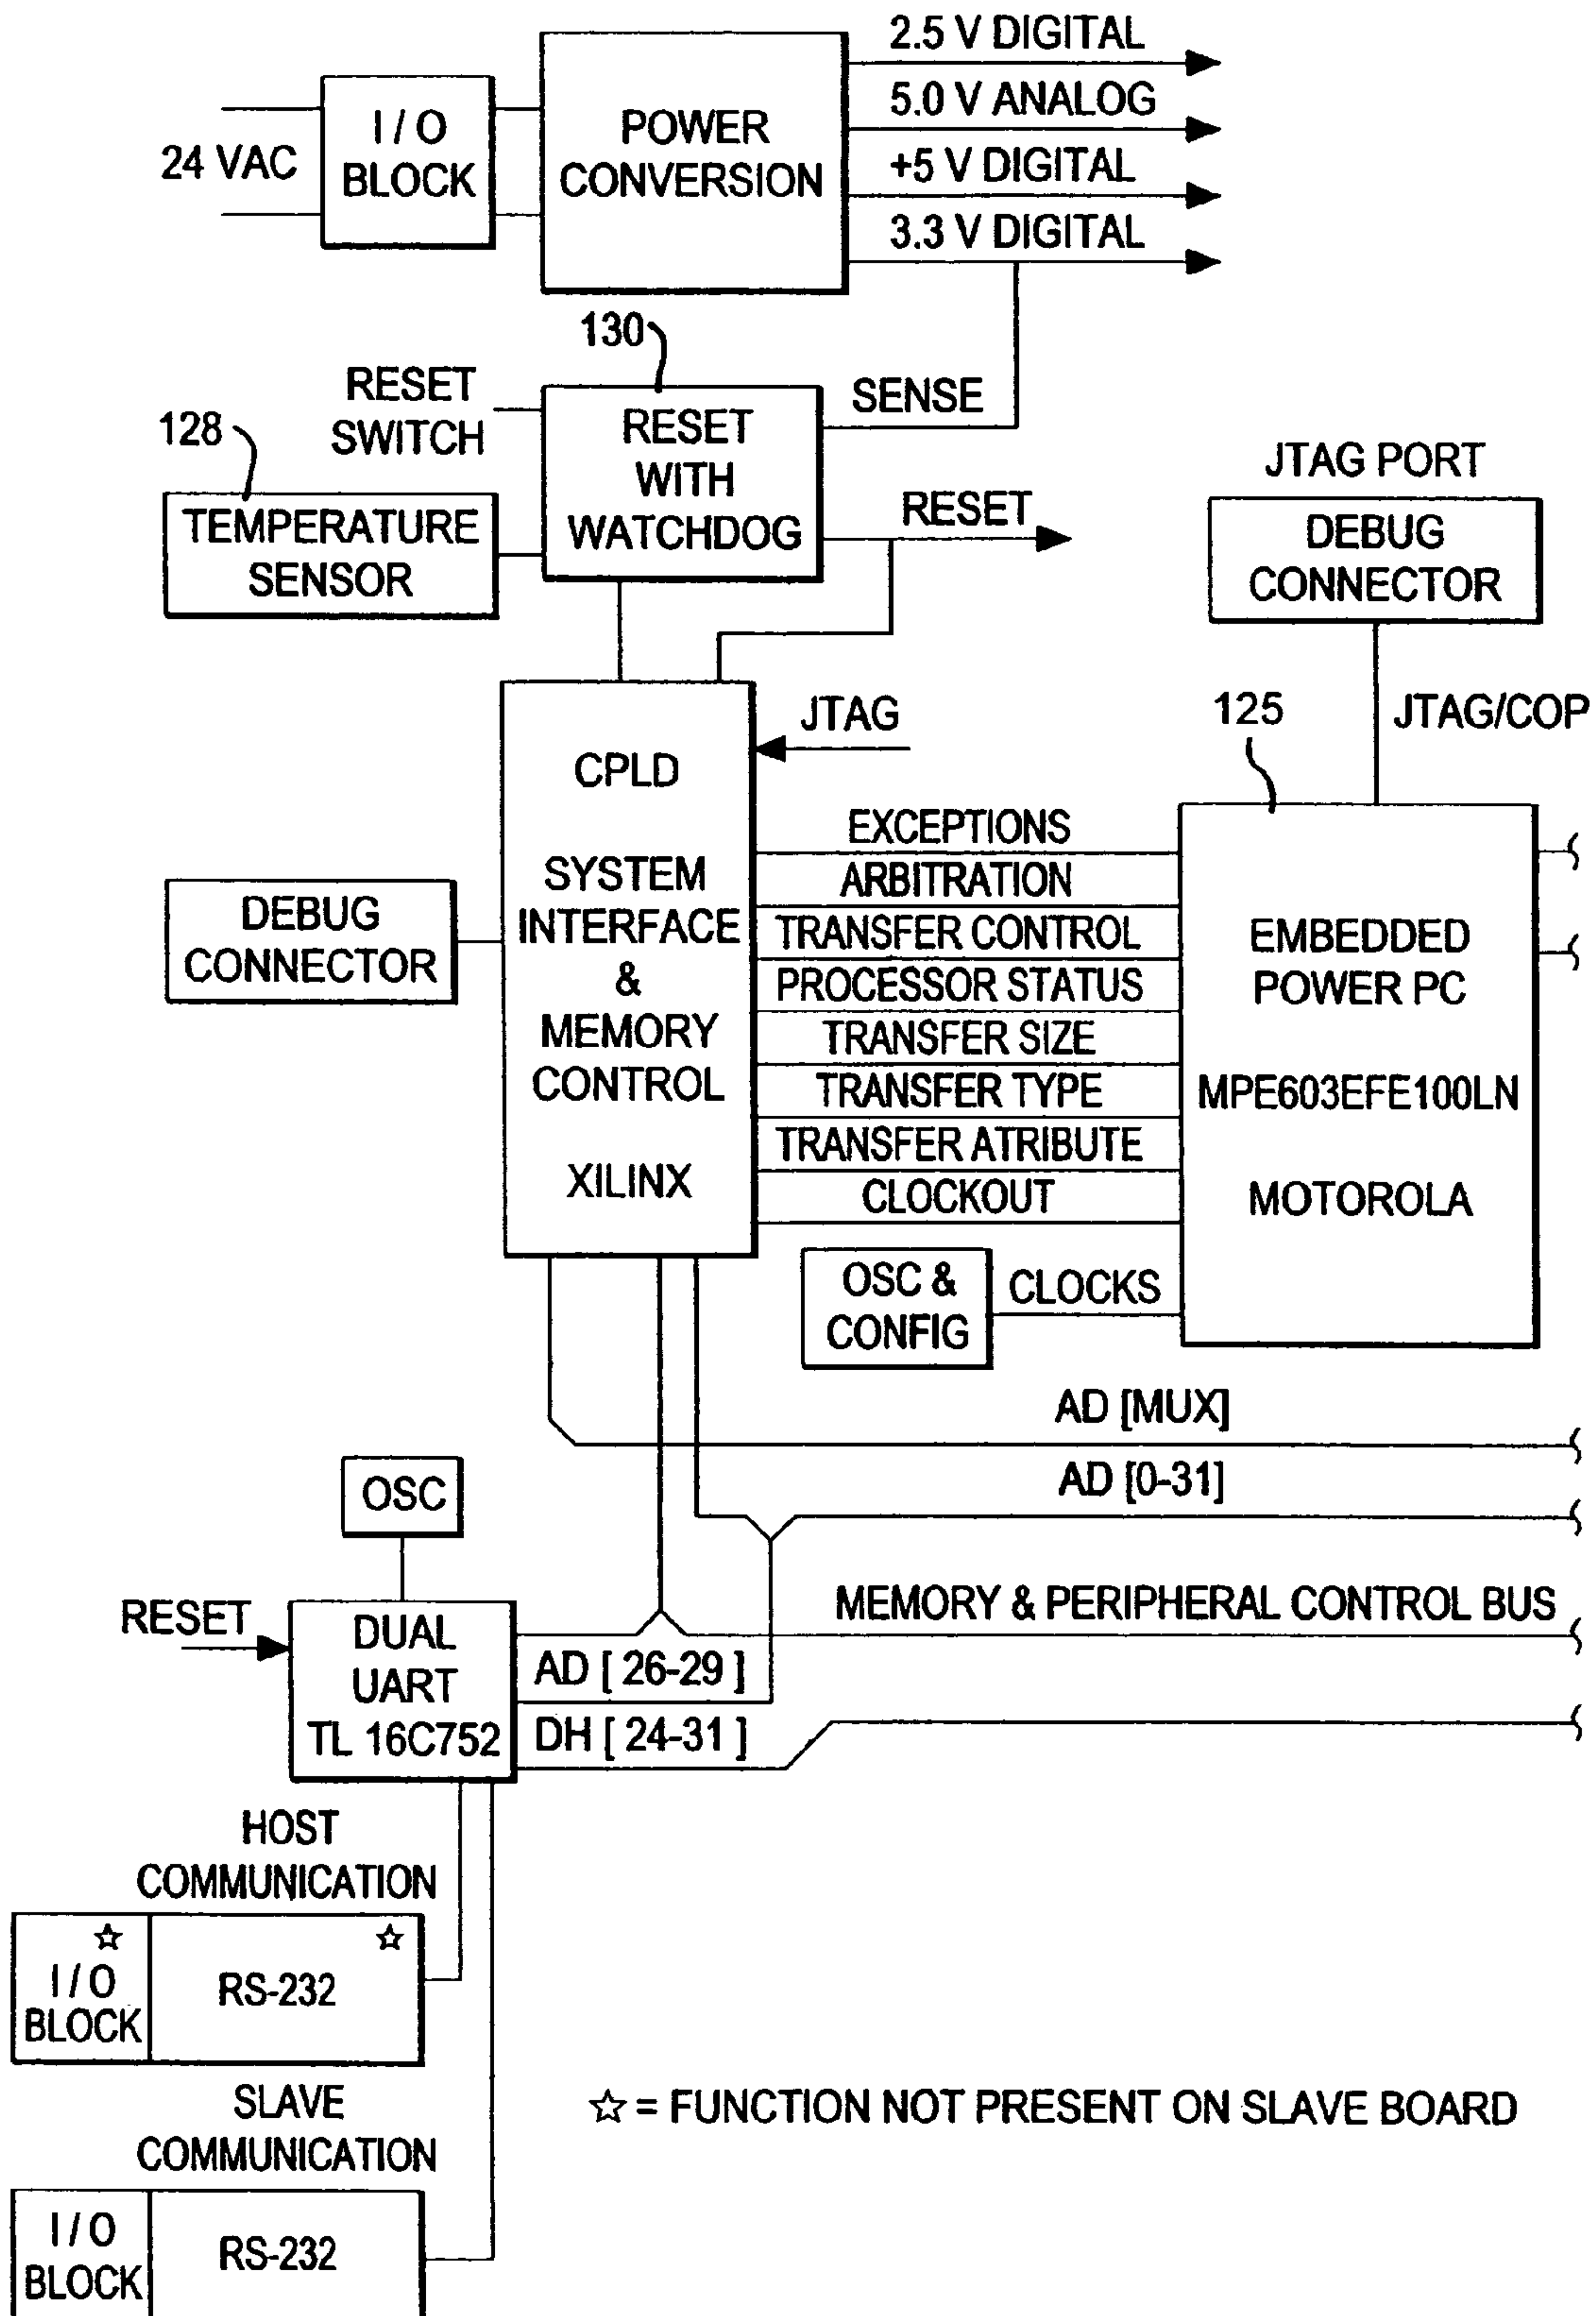 2.5 V DIGITAL
5.0 V ANALOG
+5 V DIGITAL
3.3 V DIGITAL
24 VAC
I / O
BLOCK
POWER
CONVERSION
130
RESET
SWITCH
SENSE
RESET
WITH
WATCHDOG
128
TEMPERATURE
SENSOR
RESET
JTAG PORT
DEBUG
CONNECTOR
JTAG/COP
125
JTAG
CPLD
SYSTEM
INTERFACE
&
MEMORY
CONTROL
XILINX
DEBUG
CONNECTOR
EXCEPTIONS
ARBITRATION
TRANSFER CONTROL
PROCESSOR STATUS
TRANSFER SIZE
TRANSFER TYPE
TRANSFER ATRIBUTE
CLOCKOUT
EMBEDDED
POWER PC
MPE603EFE100LN
MOTOROLA
OSC &
CONFIG
CLOCKS
AD [MUX]
AD [0-31]
OSC
RESET
DUAL
UART
TL 16C752
MEMORY & PERIPHERAL CONTROL BUS
AD [ 26-29 ]
DH [ 24-31 ]
HOST
COMMUNICATION
☆ ☆
I / O
BLOCK
RS-232
SLAVE
COMMUNICATION
☆ = FUNCTION NOT PRESENT ON SLAVE BOARD
I / O
BLOCK
RS-232